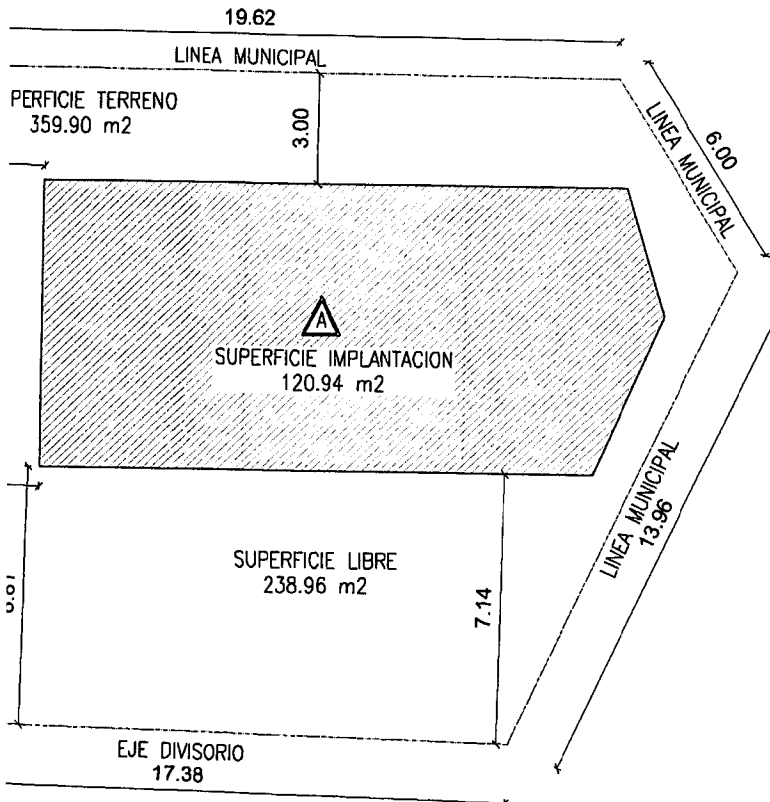 19.62
LINEA MUNICIPAL
PERFICIE TERRENO
359.90 m2
3.00
LINEA MUNICIPAL
6.00
A
SUPERFICIE IMPLANTACION
120.94 m2
LINEA MUNICIPAL
13.96
SUPERFICIE LIBRE
238.96 m2
7.14
EJE DIVISORIO
17.38